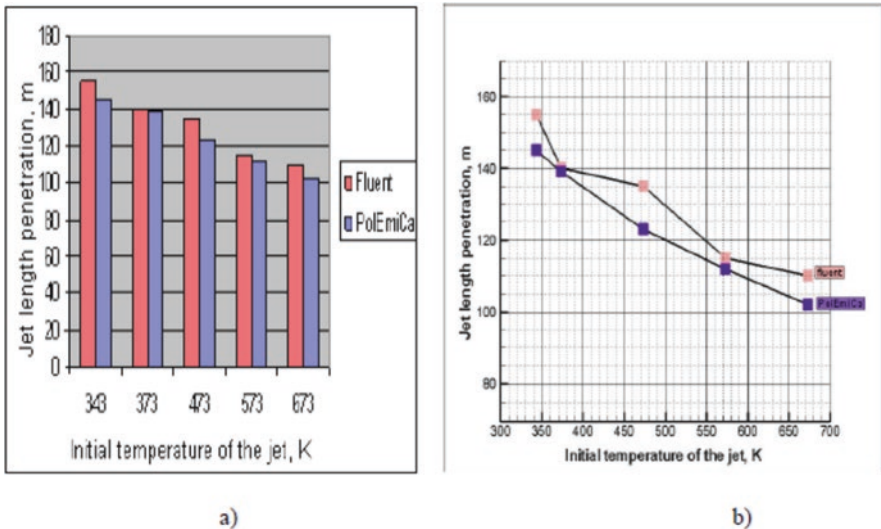 180
160
140
120
100
80
60
40
20
0
Jet length penetration, m
343 373 473 573 673
Initial temperature of the jet, K
Fluent
PolEmiCa
a)
160
140
120
100
80
Jet length penetration, m
300 350 400 450 500 550 600 650 700
Initial temperature of the jet, K
fluent
PolEmiCa
b)